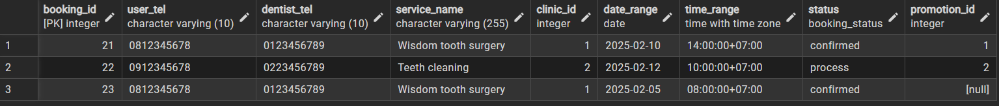 booking_id user_tel dentist_tel service_name clinic_id date_range time_range status promotion_id
[PK] integer character varying (10) character varying (10) character varying (255) integer date time with time zone booking_status integer
1 21 0812345678 0123456789 Wisdom tooth surgery 1 2025-02-10 14:00:00+07:00 confirmed 1
2 22 0912345678 0223456789 Teeth cleaning 2 2025-02-12 10:00:00+07:00 process 2
3 23 0812345678 0123456789 Wisdom tooth surgery 1 2025-02-05 08:00:00+07:00 confirmed [null]